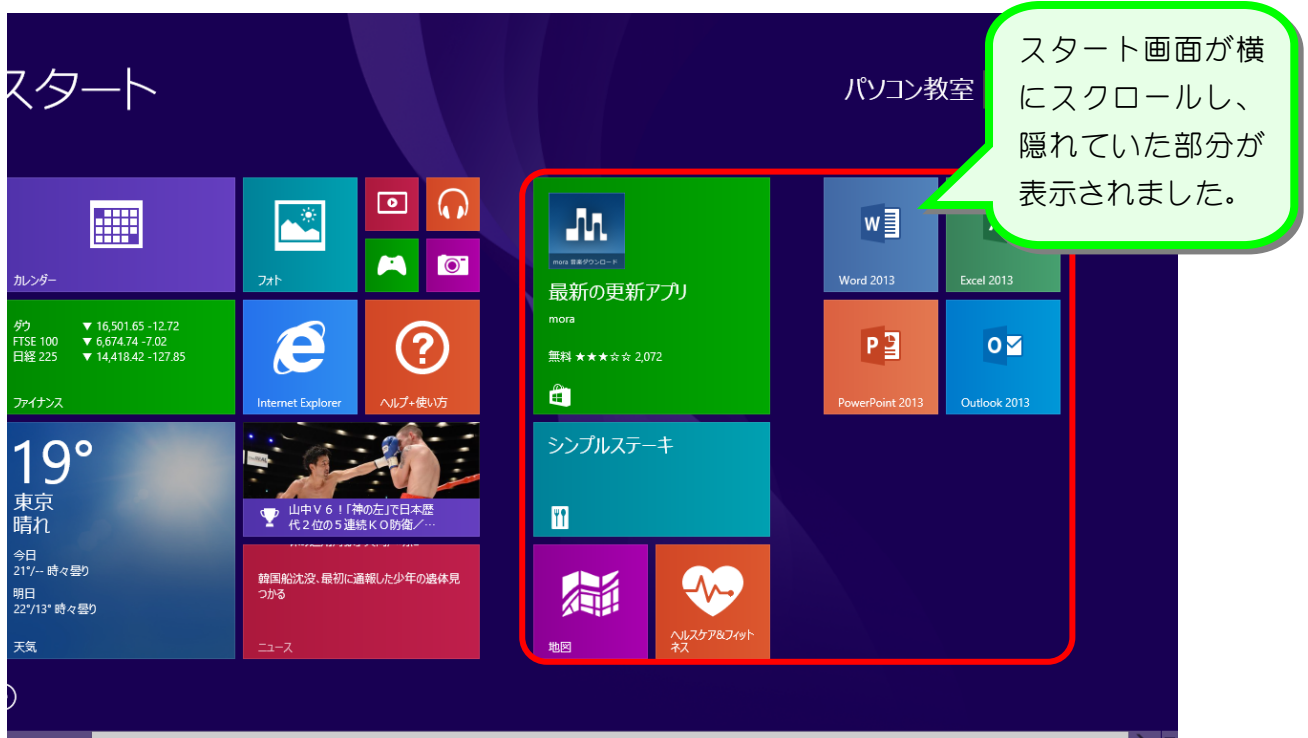 スタート
パソコン教室
スタート画面が横
にスクロールし、
隠れていた部分が
表示されました。
カレンダー
フォト
ダウ ▼ 16,501.65 -12.72
FTSE 100 ▼ 6,674.74 -7.02
日経 225 ▼ 14,418.42 -127.85
ファイナンス
Internet Explorer
ヘルプ+使い方
19°
東京
晴れ
今日
21°/-- 時々曇り
明日
22°/13° 時々曇り
天気
山中V6!「神の左」で日本歴
代2位の5連続KO防衛/…
韓国船沈没、最初に通報した少年の遺体見
つかる
ニュース
mora 音楽ダウンロード
最新の更新アプリ
mora
無料 ★★★☆☆ 2,072
シンプルステーキ
地図
ヘルスケア&フィット
ネス
Word 2013
Excel 2013
PowerPoint 2013
Outlook 2013